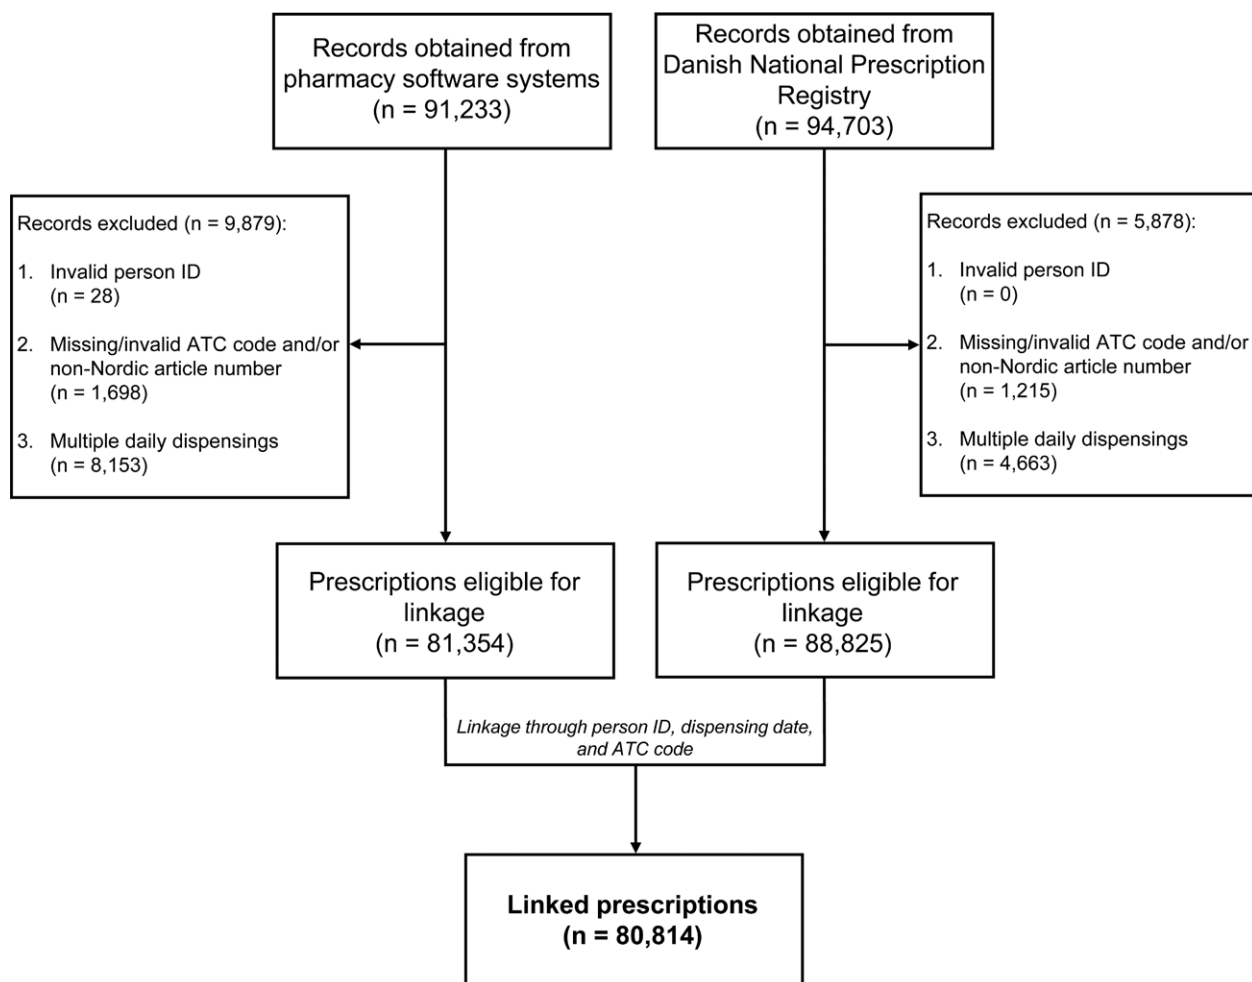 Records obtained from
pharmacy software systems
(n = 91,233)
Records obtained from
Danish National Prescription
Registry
(n = 94,703)
Records excluded (n = 9,879):
1. Invalid person ID
(n = 28)
2. Missing/invalid ATC code and/or
non-Nordic article number
(n = 1,698)
3. Multiple daily dispensings
(n = 8,153)
Records excluded (n = 5,878):
1. Invalid person ID
(n = 0)
2. Missing/invalid ATC code and/or
non-Nordic article number
(n = 1,215)
3. Multiple daily dispensings
(n = 4,663)
Prescriptions eligible for
linkage
(n = 81,354)
Prescriptions eligible for
linkage
(n = 88,825)
Linkage through person ID, dispensing date,
and ATC code
Linked prescriptions
(n = 80,814)